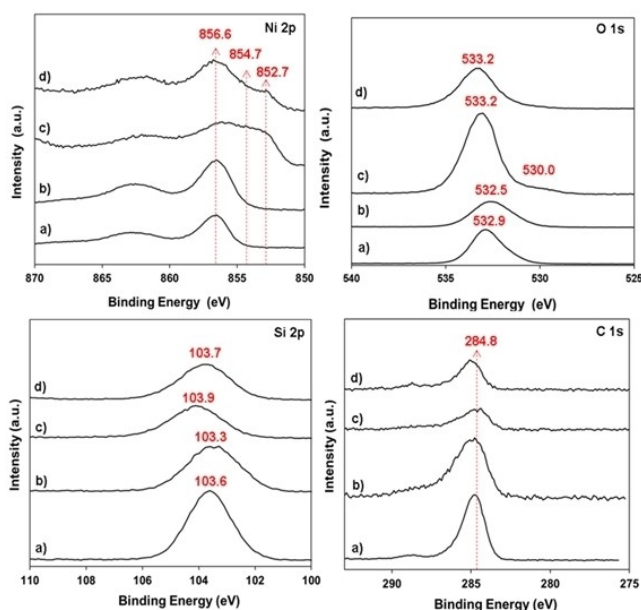 Ni 2p
856.6
854.7
852.7
d)
c)
b)
a)
Intensity (a.u.)
870 865 860 855 850
Binding Energy (eV)
O 1s
533.2
d)
533.2
530.0
c)
532.5
b)
532.9
a)
Intensity (a.u.)
540 535 530 525
Binding Energy (eV)
Si 2p
103.7
d)
103.9
c)
103.3
b)
103.6
a)
Intensity (a.u.)
110 108 106 104 102 100
Binding Energy (eV)
C 1s
284.8
d)
c)
b)
a)
Intensity (a.u.)
290 285 280 275
Binding Energy (eV)